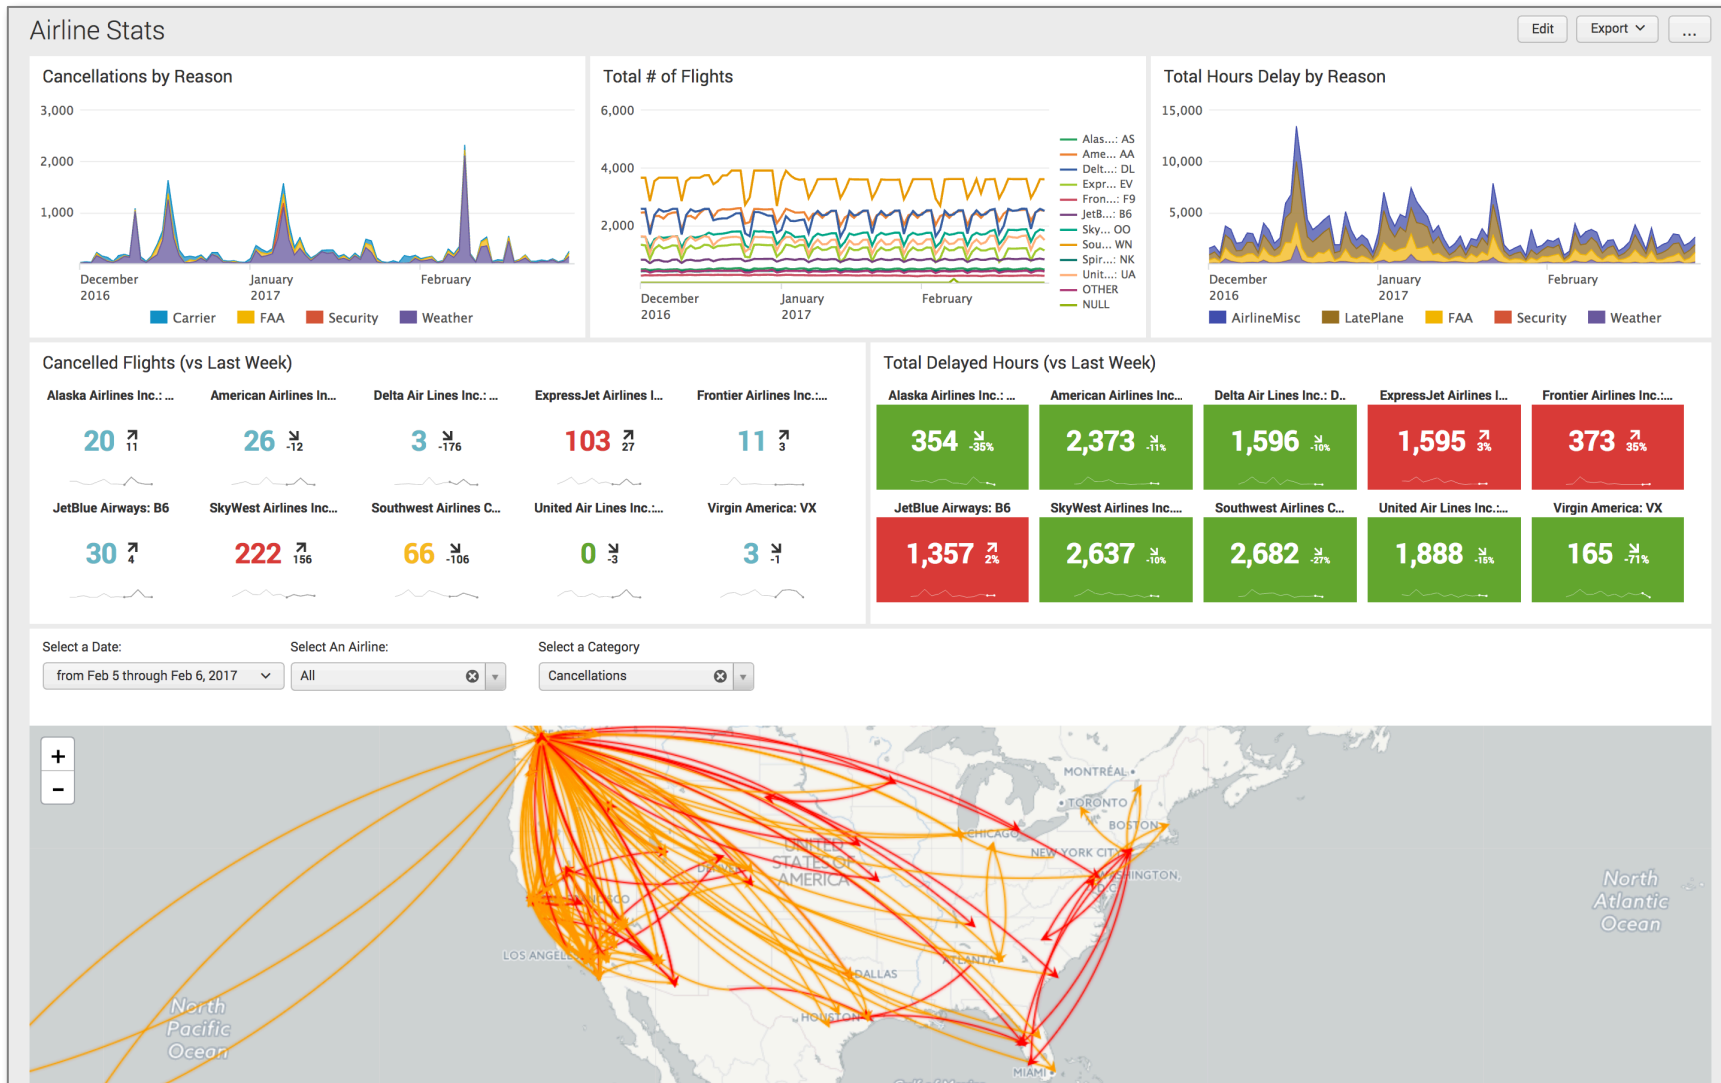 Airline Stats
Edit
Export
...
Cancellations by Reason
3,000
2,000
1,000
December
2016
January
2017
February
Carrier
FAA
Security
Weather
Total # of Flights
6,000
4,000
2,000
December
2016
January
2017
February
Alas...: AS
Ame... AA
Delt...: DL
Expr... EV
Fron...: F9
JetB...: B6
Sky... OO
Sou... WN
Spir...: NK
Unit...: UA
OTHER
NULL
Total Hours Delay by Reason
15,000
10,000
5,000
December
2016
January
2017
February
AirlineMisc
LatePlane
FAA
Security
Weather
Cancelled Flights (vs Last Week)
Alaska Airlines Inc.: ...
20
11
American Airlines In...
26
-12
Delta Air Lines Inc.: ...
3
-176
ExpressJet Airlines I...
103
27
Frontier Airlines Inc.:...
11
3
JetBlue Airways: B6
30
4
SkyWest Airlines Inc...
222
156
Southwest Airlines C...
66
-106
United Air Lines Inc.:...
0
-3
Virgin America: VX
3
-1
Total Delayed Hours (vs Last Week)
Alaska Airlines Inc.: ...
354
-35%
American Airlines Inc...
2,373
-11%
Delta Air Lines Inc.: D..
1,596
-10%
ExpressJet Airlines I...
1,595
3%
Frontier Airlines Inc.:...
373
35%
JetBlue Airways: B6
1,357
2%
SkyWest Airlines Inc....
2,637
-10%
Southwest Airlines C...
2,682
-27%
United Air Lines Inc.:...
1,888
-15%
Virgin America: VX
165
-71%
Select a Date:
from Feb 5 through Feb 6, 2017
Select An Airline:
All
Select a Category
Cancellations
+
−
MONTRÉAL
TORONTO
BOSTON
CHICAGO
NEW YORK CITY
UNITED
STATES OF
AMERICA
DENVER
WASHINGTON,
D.C.
LOS ANGELES
ATLANTA
DALLAS
HOUSTON
MIAMI
North
Pacific
Ocean
North
Atlantic
Ocean